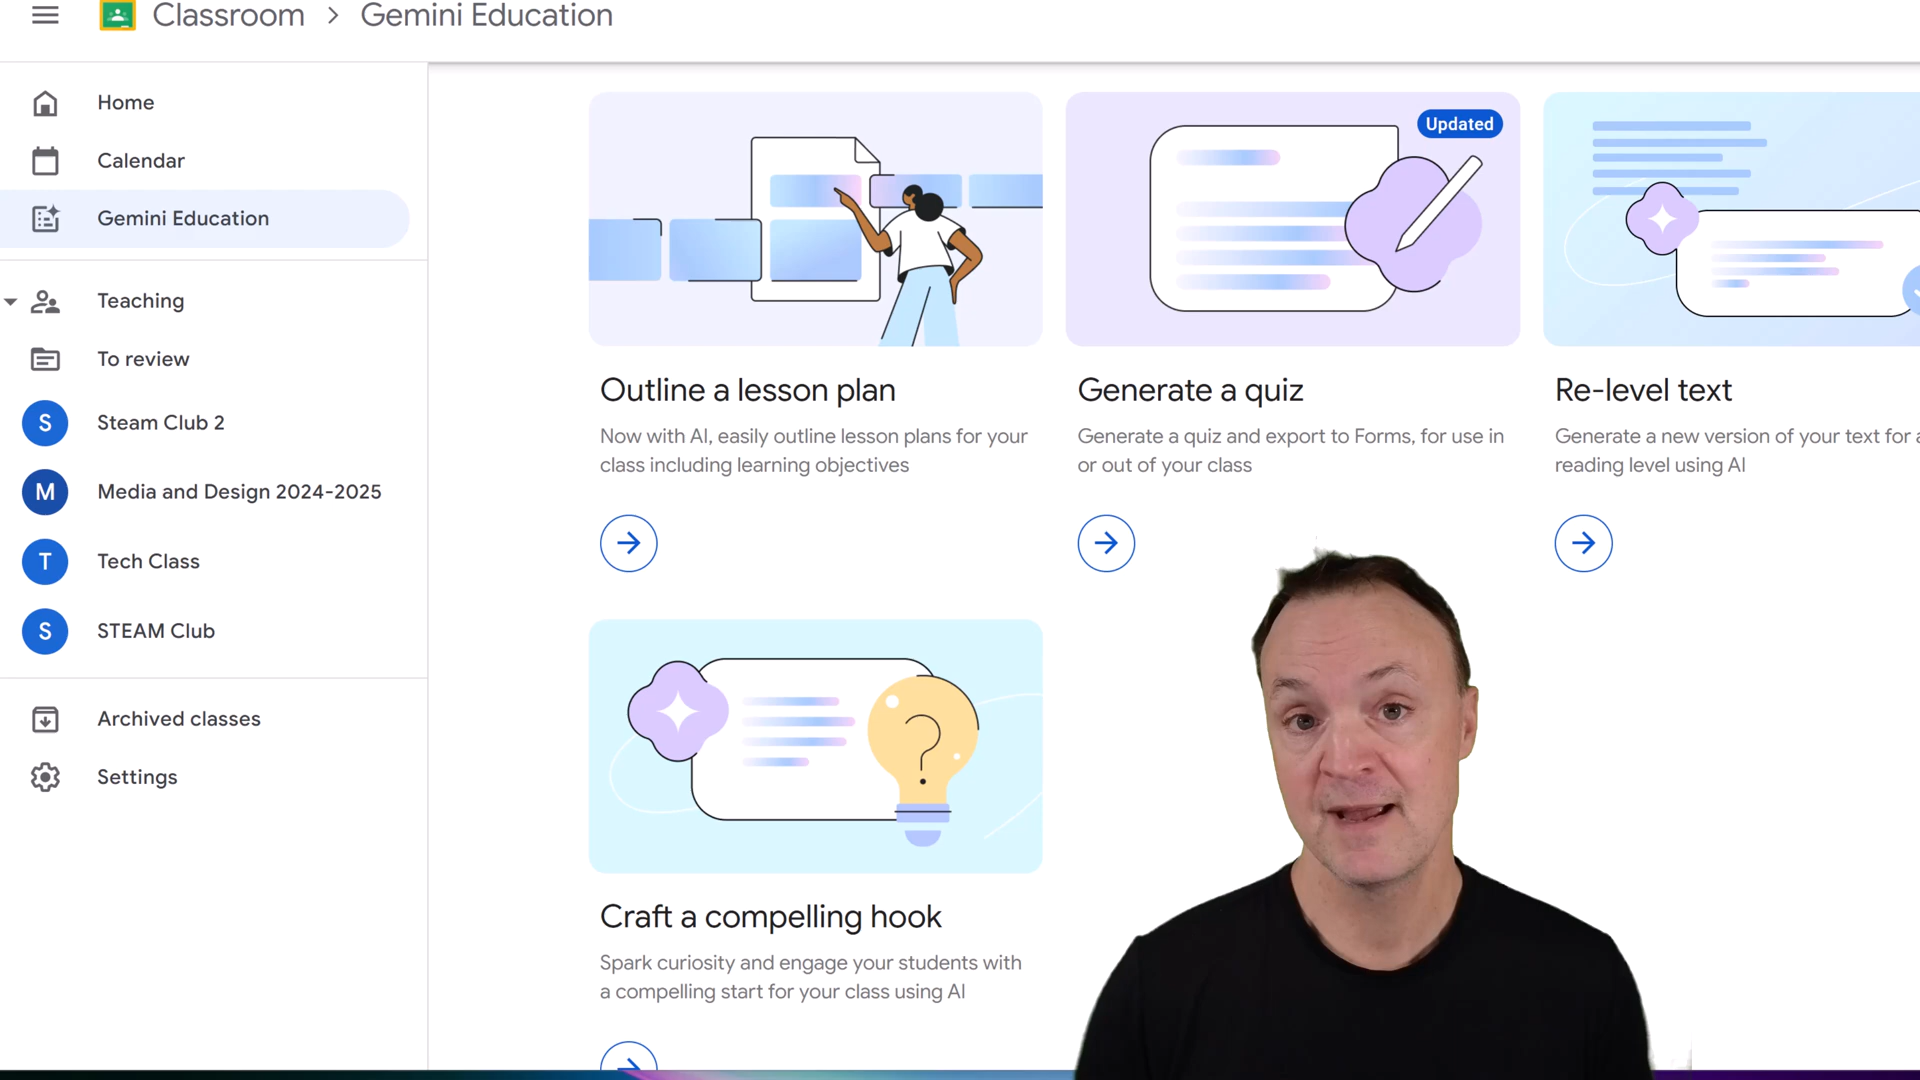 Classroom > Gemini Education
Home
Calendar
Gemini Education
Teaching
To review
S Steam Club 2
M Media and Design 2024-2025
T Tech Class
S STEAM Club
Archived classes
Settings
Outline a lesson plan
Now with AI, easily outline lesson plans for your
class including learning objectives
Updated
Generate a quiz
Generate a quiz and export to Forms, for use in
or out of your class
Re-level text
Generate a new version of your text for
reading level using AI
?
Craft a compelling hook
Spark curiosity and engage your students with
a compelling start for your class using AI